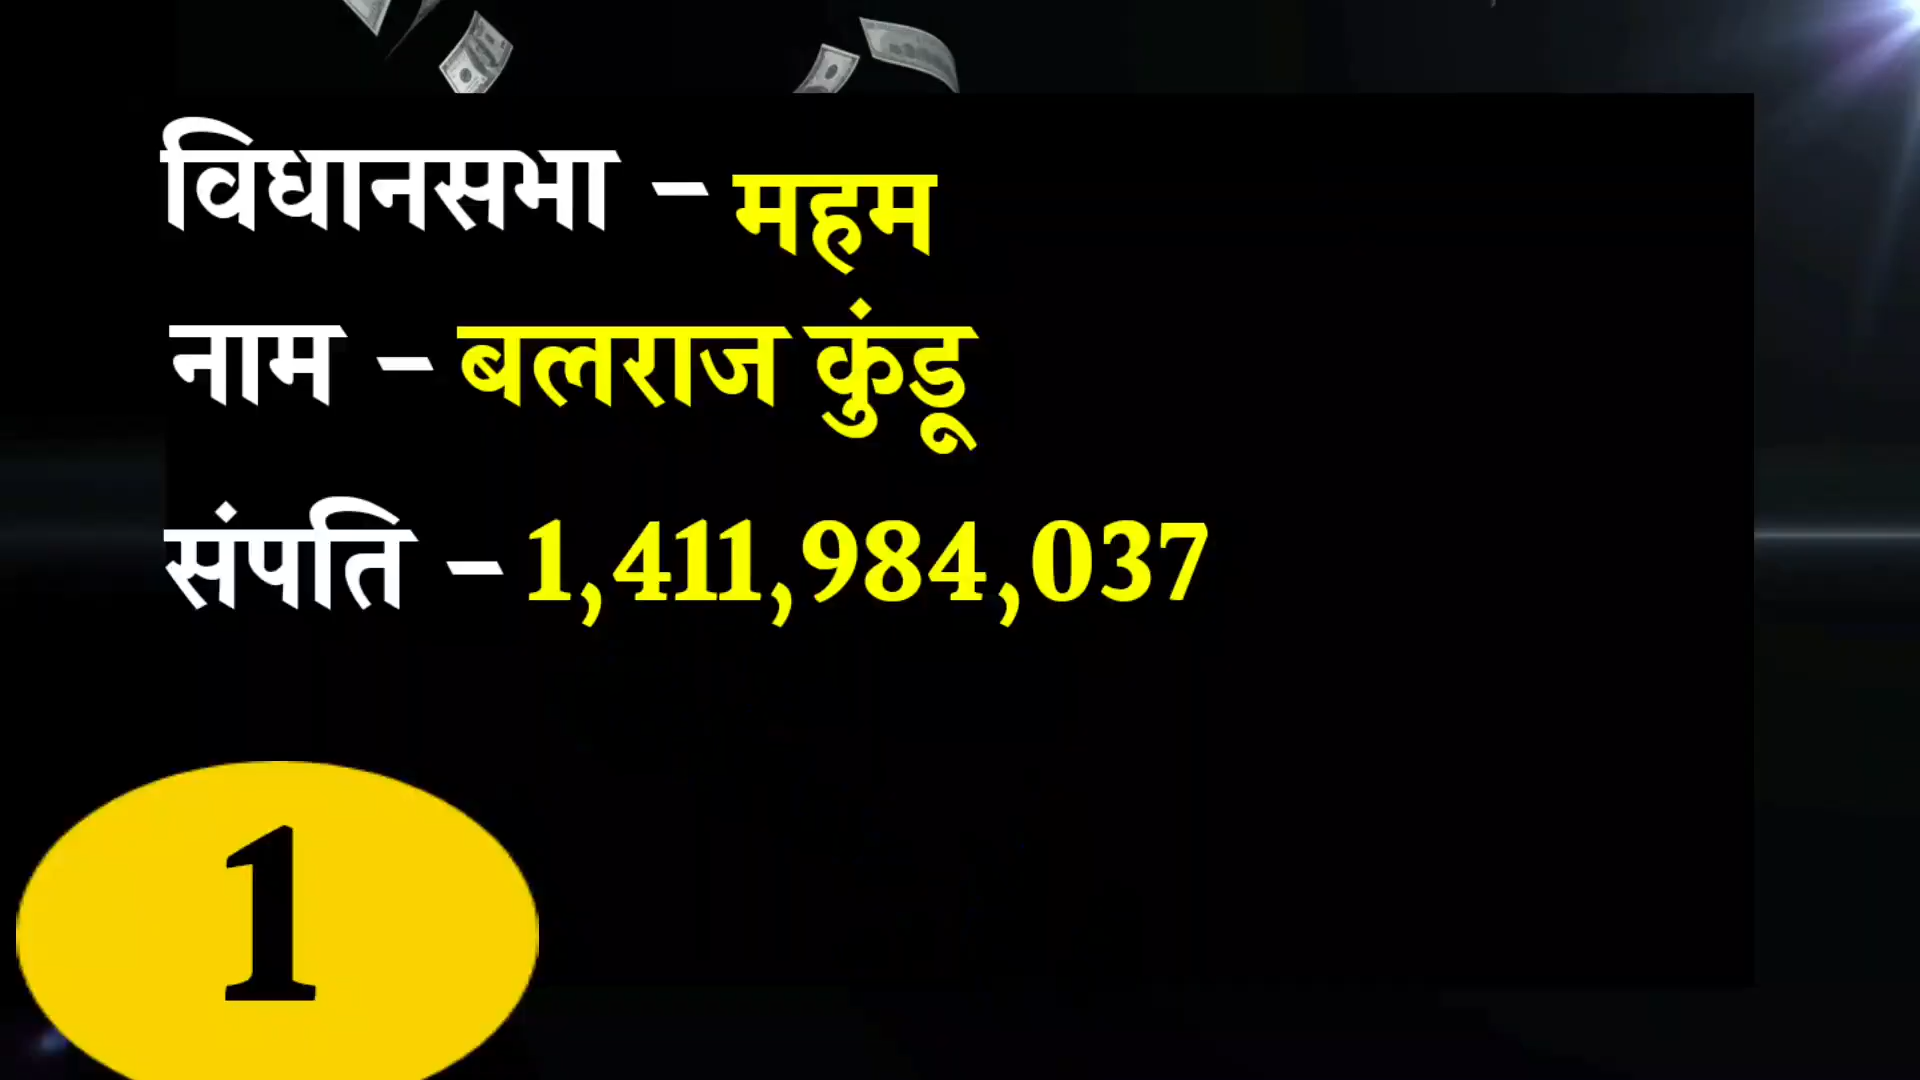 विधानसभा - महम
नाम - बलराज कुंडू
संपति - 1,411,984,037
1